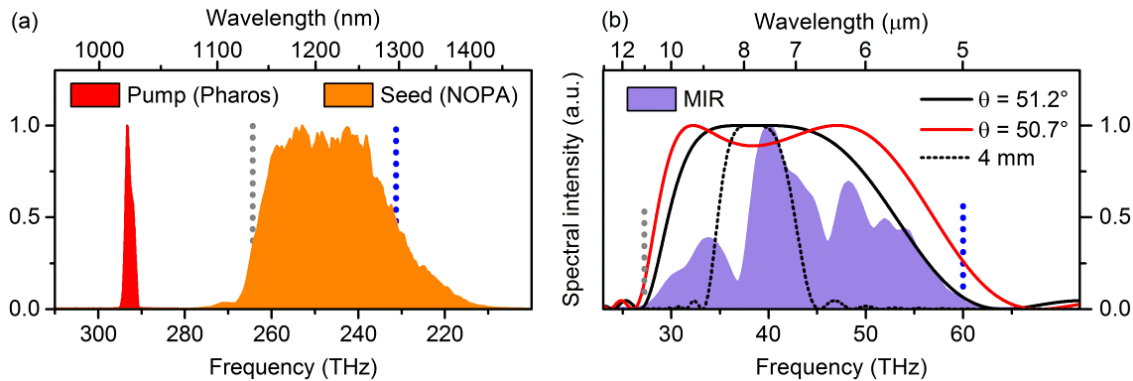 (a)
Wavelength (nm)
1000 1100 1200 1300 1400
Pump (Pharos)
Seed (NOPA)
1.0
0.5
0.0
300 280 260 240 220
Frequency (THz)
(b)
Wavelength (μm)
12 10 9 8 7 6 5
Spectral intensity (a.u.)
MIR
θ = 51.2°
θ = 50.7°
4 mm
1.0
0.5
0.0
30 40 50 60
Frequency (THz)